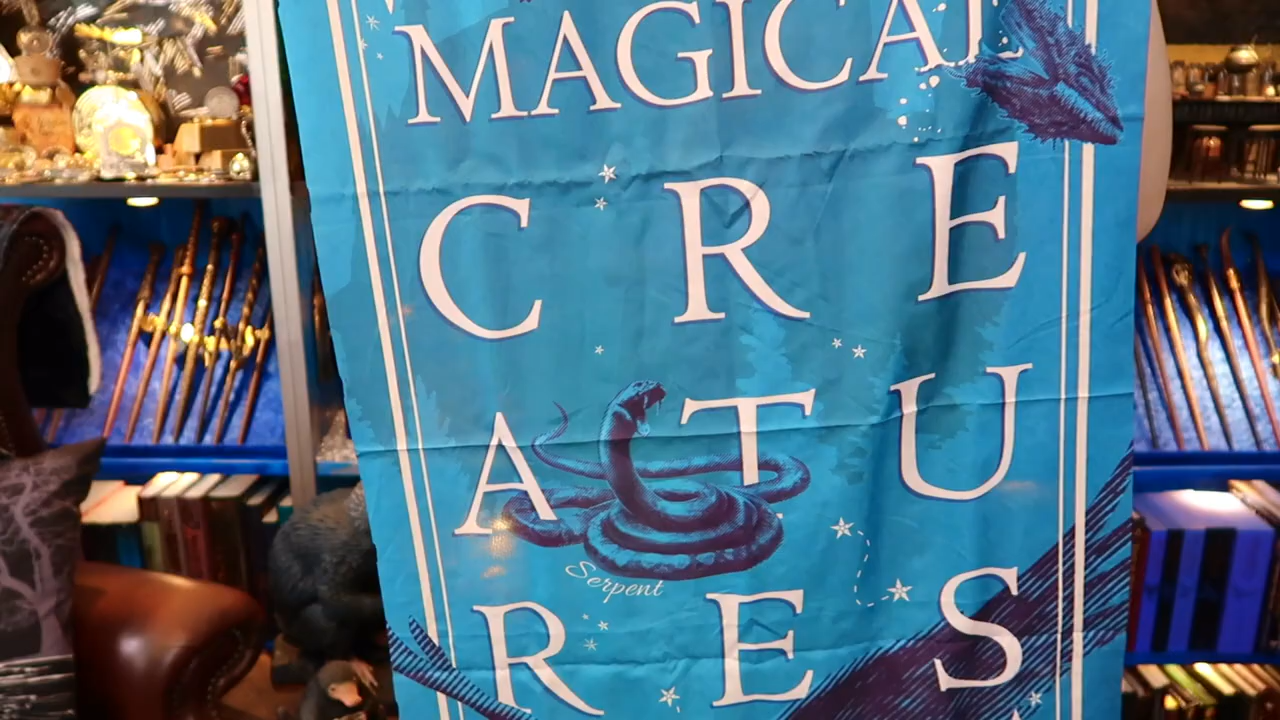 MAGICAL
C R E
A T U
Serpent
R E S